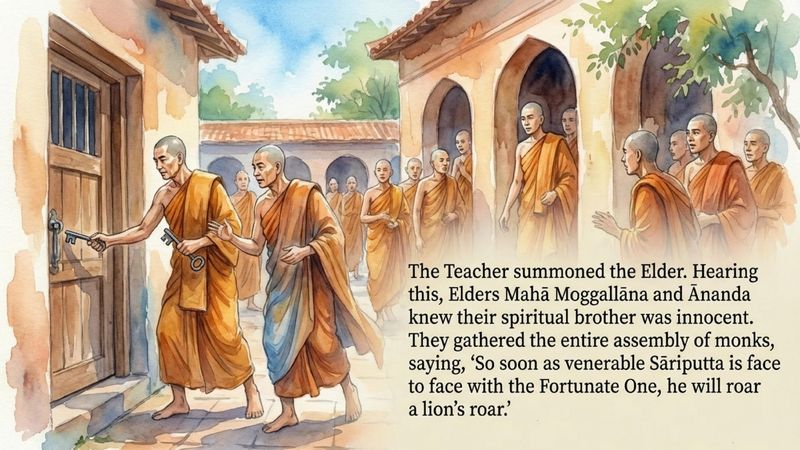 The Teacher summoned the Elder. Hearing
this, Elders Mahā Moggallāna and Ānanda
knew their spiritual brother was innocent.
They gathered the entire assembly of monks,
saying, ‘So soon as venerable Sāriputta is face
to face with the Fortunate One, he will roar
a lion’s roar.’